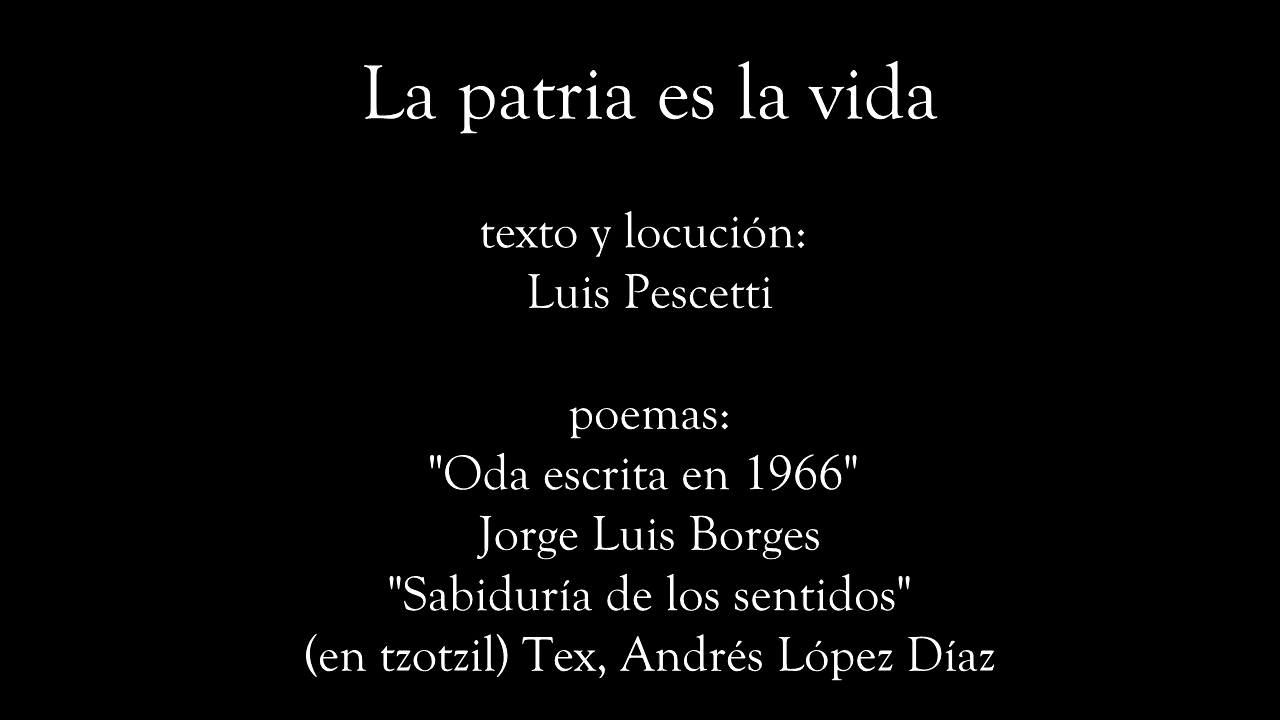 La patria es la vida
texto y locución:
Luis Pescetti
poemas:
"Oda escrita en 1966"
Jorge Luis Borges
"Sabiduría de los sentidos"
(en tzotzil) Tex, Andrés López Díaz